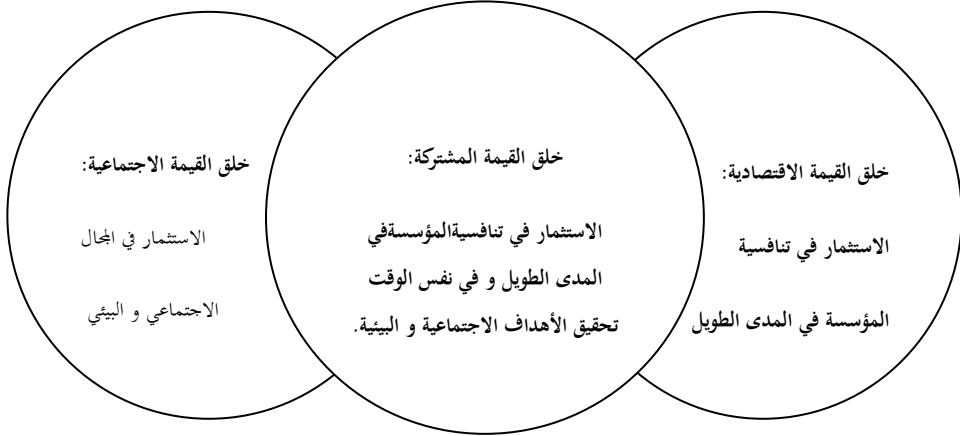 خلق القيمة الاقتصادية:
الاستثمار في تنافسية
المؤسسة في المدى الطويل
خلق القيمة المشتركة:
الاستثمار في تنافسيةالمؤسسةفي
المدى الطويل و في نفس الوقت
تحقيق الأهداف الاجتماعية و البيئية.
خلق القيمة الاجتماعية:
الاستثمار في المجال
الاجتماعي و البيئي